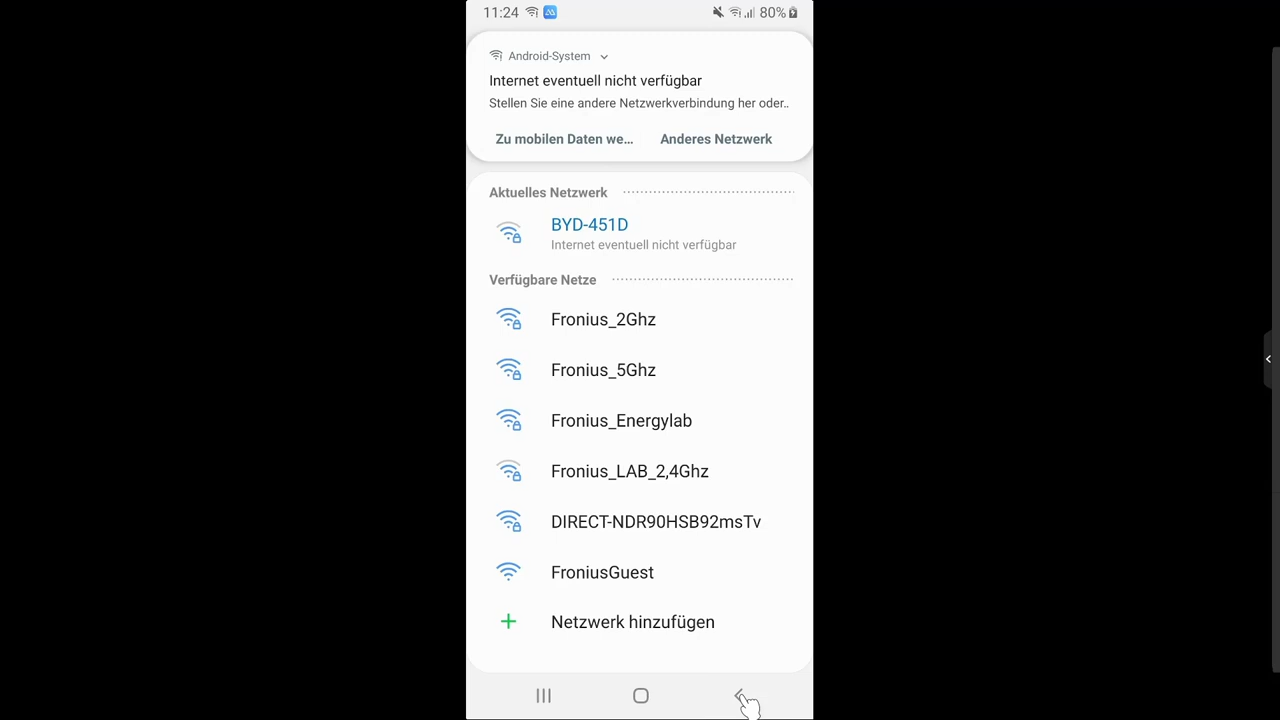 11:24
80%
Android-System
Internet eventuell nicht verfügbar
Stellen Sie eine andere Netzwerkverbindung her oder..
Zu mobilen Daten we... Anderes Netzwerk
Aktuelles Netzwerk
BYD-451D
Internet eventuell nicht verfügbar
Verfügbare Netze
Fronius_2Ghz
Fronius_5Ghz
Fronius_Energylab
Fronius_LAB_2,4Ghz
DIRECT-NDR90HSB92msTv
FroniusGuest
Netzwerk hinzufügen